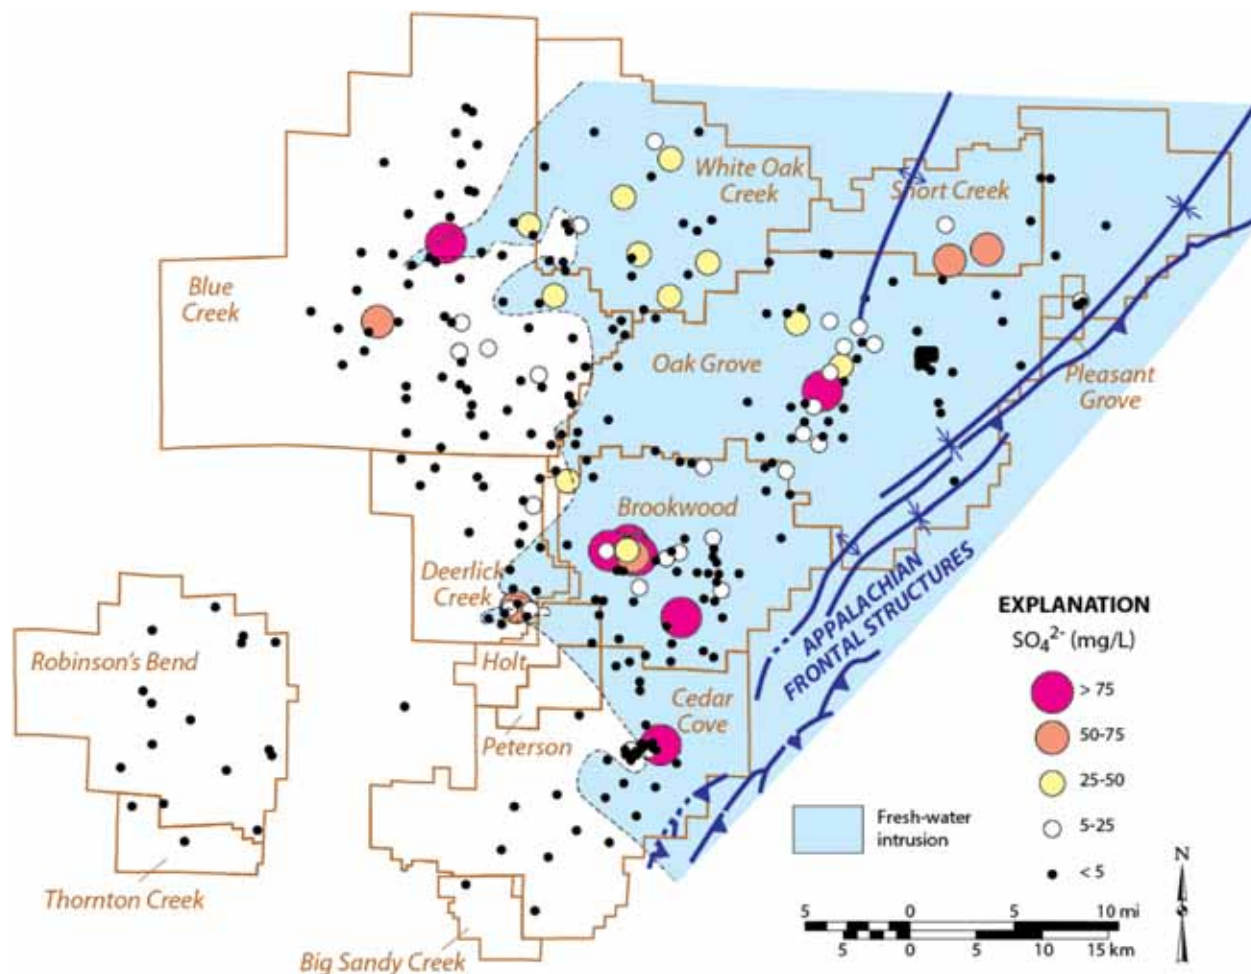 White Oak
Creek
Short Creek
Blue
Creek
Oak Grove
Pleasant
Grove
Brookwood
Deerlick
Creek
Robinson's Bend
Holt
Cedar
Cove
Peterson
Thornton Creek
Big Sandy Creek
APPALACHIAN
FRONTAL STRUCTURES
EXPLANATION
SO₄²⁻ (mg/L)
> 75
50-75
25-50
5-25
< 5
Fresh-water
intrusion
N
5 0 5 10 mi
5 0 5 10 15 km